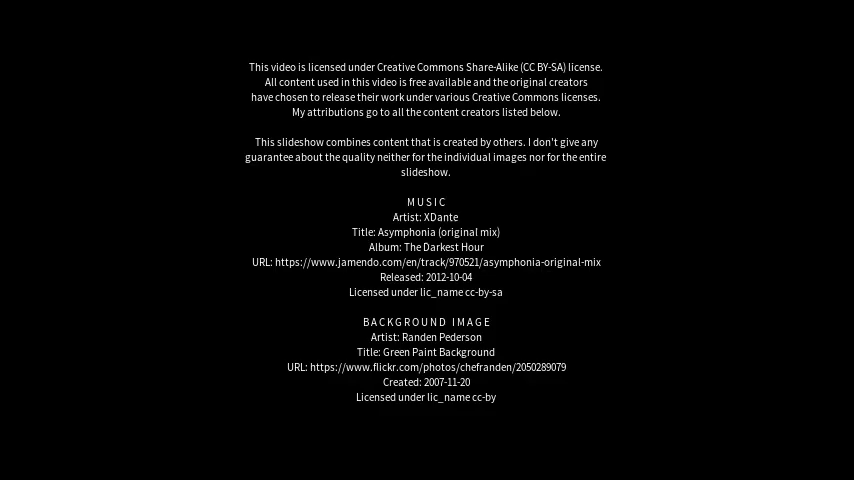 This video is licensed under Creative Commons Share-Alike (CC BY-SA) license.
All content used in this video is free available and the original creators
have chosen to release their work under various Creative Commons licenses.
My attributions go to all the content creators listed below.
This slideshow combines content that is created by others. I don't give any
guarantee about the quality neither for the individual images nor for the entire
slideshow.
MUSIC
Artist: XDante
Title: Asymphonia (original mix)
Album: The Darkest Hour
URL: https://www.jamendo.com/en/track/970521/asymphonia-original-mix
Released: 2012-10-04
Licensed under lic_name cc-by-sa
BACKGROUND IMAGE
Artist: Randen Pederson
Title: Green Paint Background
URL: https://www.flickr.com/photos/chefranden/2050289079
Created: 2007-11-20
Licensed under lic_name cc-by